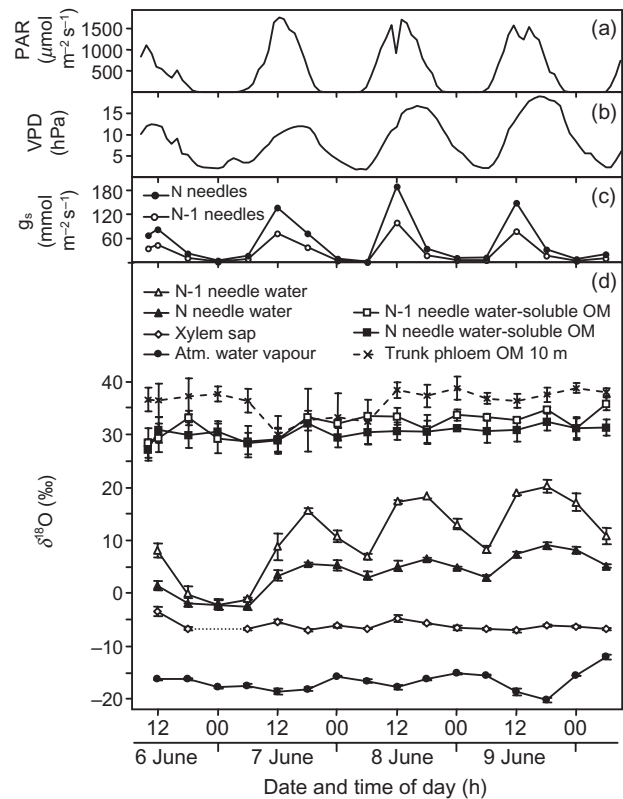 (a)
PAR
(μmol
m⁻² s⁻¹)
1500
1000
500
(b)
VPD
(hPa)
15
10
5
(c)
gₛ
(mmol
m⁻² s⁻¹)
180
120
60
N needles
N-1 needles
(d)
N-1 needle water
N needle water
Xylem sap
Atm. water vapour
N-1 needle water-soluble OM
N needle water-soluble OM
Trunk phloem OM 10 m
δ¹⁸O (‰)
40
30
20
10
0
–10
–20
12 00 12 00 12 00 12 00
6 June 7 June 8 June 9 June
Date and time of day (h)